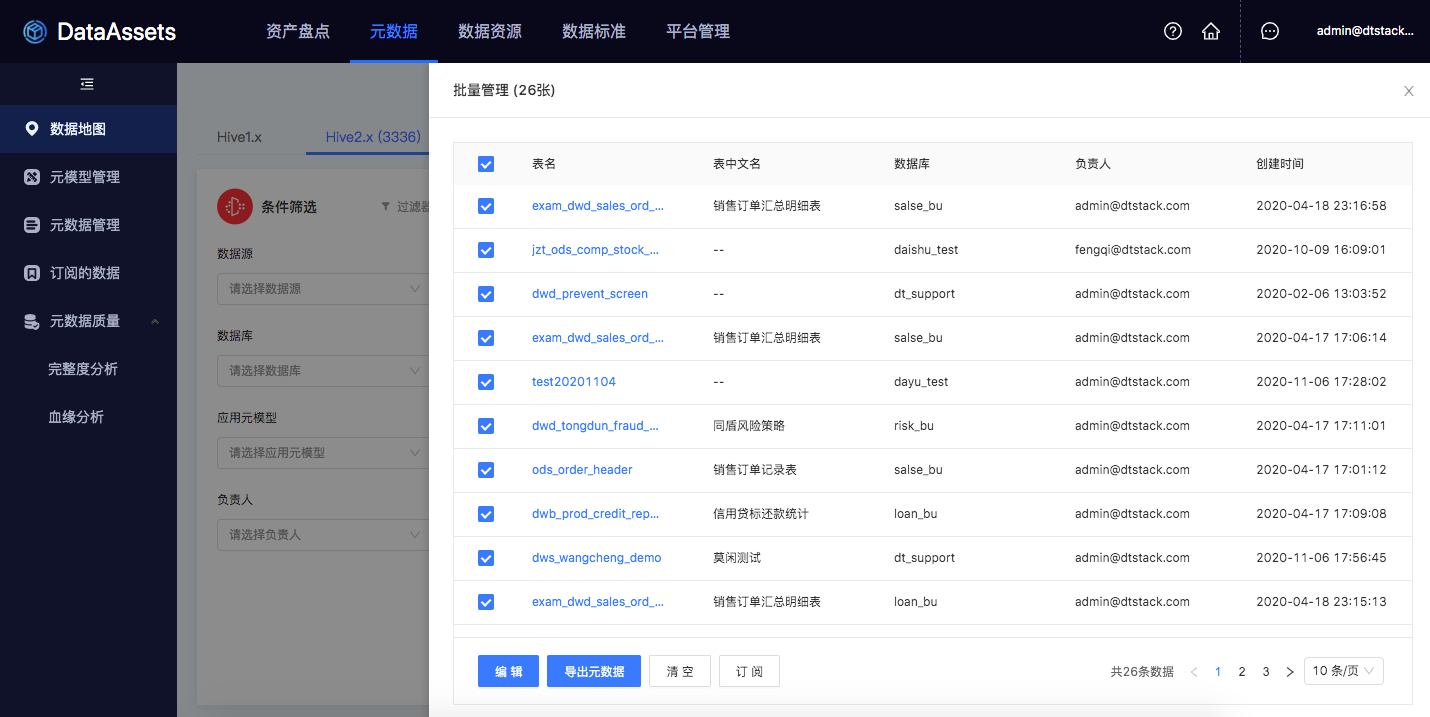 DataAssets 资产盘点 元数据 数据资源 数据标准 平台管理 admin@dtstack...
数据地图
元模型管理
元数据管理
订阅的数据
元数据质量
完整度分析
血缘分析
Hive1.x Hive2.x (3336)
条件筛选 过滤器
数据源
请选择数据源
数据库
请选择数据库
应用元模型
请选择应用元模型
负责人
请选择负责人
批量管理 (26张)
表名 表中文名 数据库 负责人 创建时间
exam_dwd_sales_ord_... 销售订单汇总明细表 salse_bu admin@dtstack.com 2020-04-18 23:16:58
jzt_ods_comp_stock_... -- daishu_test fengqi@dtstack.com 2020-10-09 16:09:01
dwd_prevent_screen -- dt_support admin@dtstack.com 2020-02-06 13:03:52
exam_dwd_sales_ord_... 销售订单汇总明细表 salse_bu admin@dtstack.com 2020-04-17 17:06:14
test20201104 -- dayu_test admin@dtstack.com 2020-11-06 17:28:02
dwd_tongdun_fraud_... 同盾风险策略 risk_bu admin@dtstack.com 2020-04-17 17:11:01
ods_order_header 销售订单记录表 salse_bu admin@dtstack.com 2020-04-17 17:01:12
dwb_prod_credit_rep... 信用贷标还款统计 loan_bu admin@dtstack.com 2020-04-17 17:09:08
dws_wangcheng_demo 莫闲测试 dt_support admin@dtstack.com 2020-11-06 17:56:45
exam_dwd_sales_ord_... 销售订单汇总明细表 loan_bu admin@dtstack.com 2020-04-18 23:15:13
编 辑 导出元数据 清 空 订 阅 共26条数据 < 1 2 3 > 10 条/页